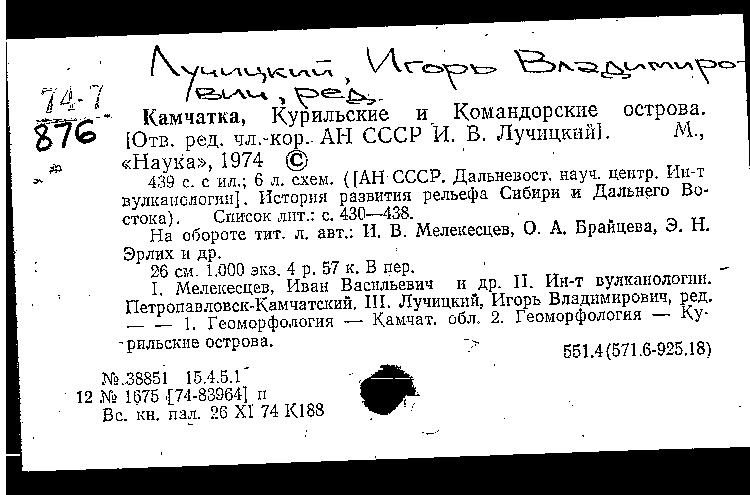 Лучицкий, Игорь Владимиро-
вич, ред.
74-7
876
Камчатка, Курильские и Командорские острова.
[Отв. ред. чл.-кор. АН СССР И. В. Лучицкий]. М.,
«Наука», 1974 ©
439 с. с ил.; 6 л. схем. ([АН СССР. Дальневост. науч. центр. Ин-т
вулканологии]. История развития рельефа Сибири и Дальнего Во-
стока). Список лит.: с. 430—438.
На обороте тит. л. авт.: И. В. Мелекесцев, О. А. Брайцева, Э. Н.
Эрлих и др.
26 см. 1.000 экз. 4 р. 57 к. В пер.
I. Мелекесцев, Иван Васильевич и др. II. Ин-т вулканологии.
Петропавловск-Камчатский. III. Лучицкий, Игорь Владимирович, ред.
— — 1. Геоморфология — Камчат. обл. 2. Геоморфология — Ку-
рильские острова.
551.4(571.6-925.18)
№ 38851 15.4.5.1
12 № 1675 [74-83964] п
Вс. кн. пал. 26 XI 74 К188